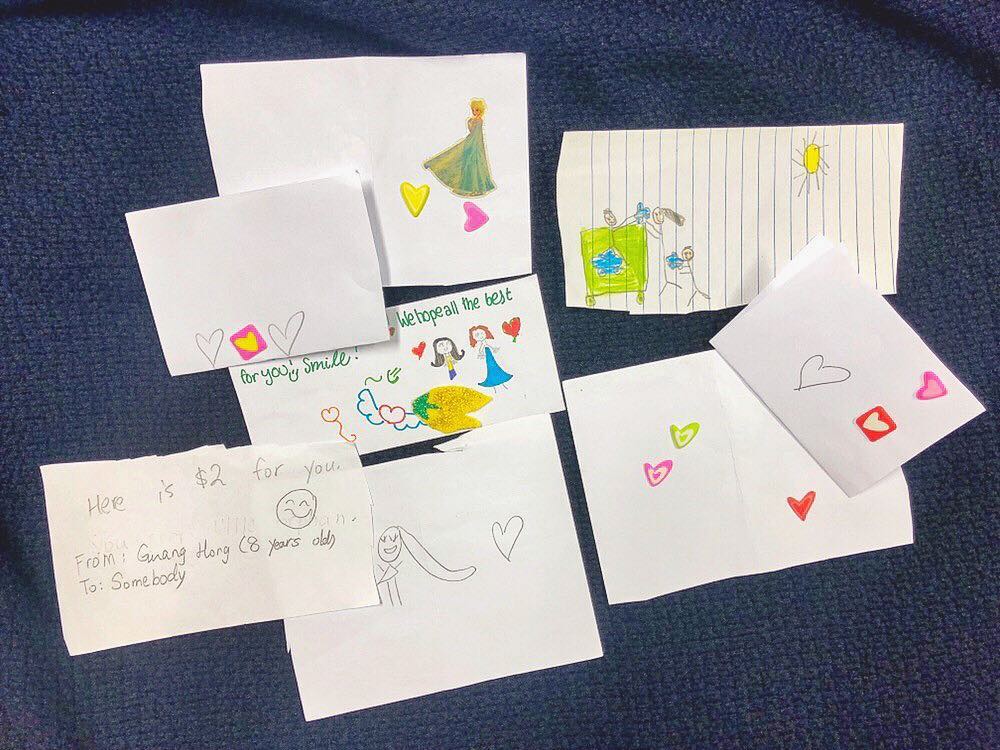 We hope all the best
for you! Smile!
Here is $2 for you.
From: Guang Hong (8 years old)
To: Somebody